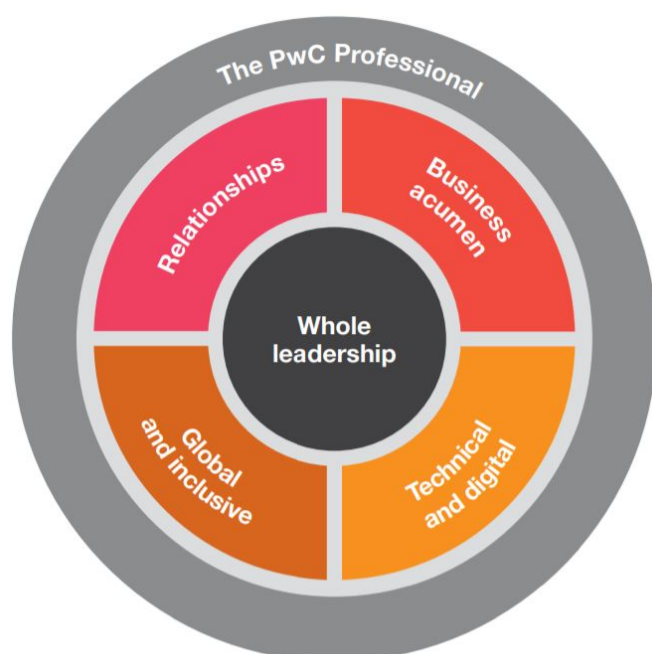 The PwC Professional
Relationships
Business
acumen
Whole
leadership
Global
and inclusive
Technical
and digital